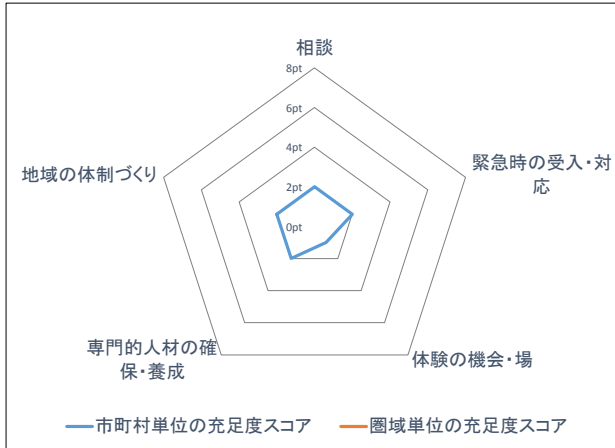 相談
8pt
6pt
4pt
2pt
0pt
緊急時の受入・対
応
体験の機会・場
専門的人材の確
保・養成
地域の体制づくり
市町村単位の充足度スコア
圏域単位の充足度スコア